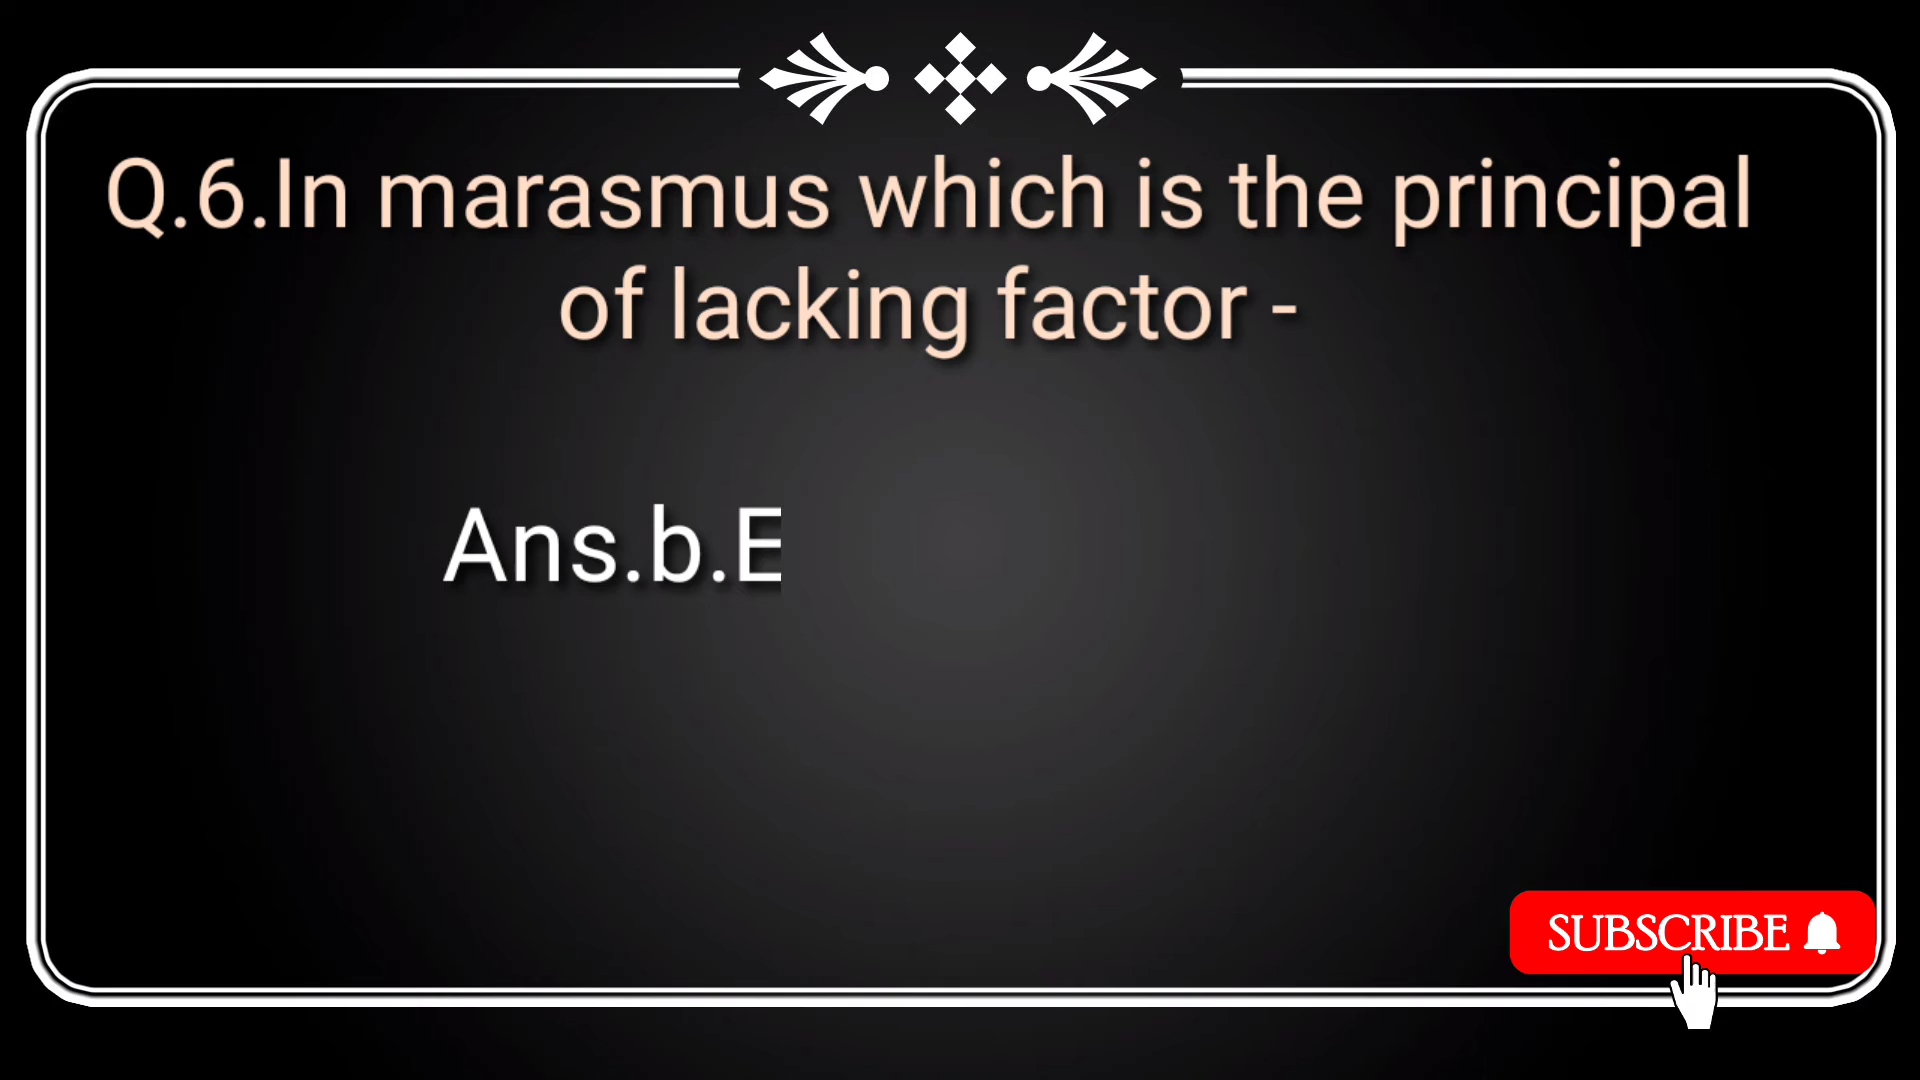 Q.6.In marasmus which is the principal
of lacking factor -
Ans.b.E
SUBSCRIBE